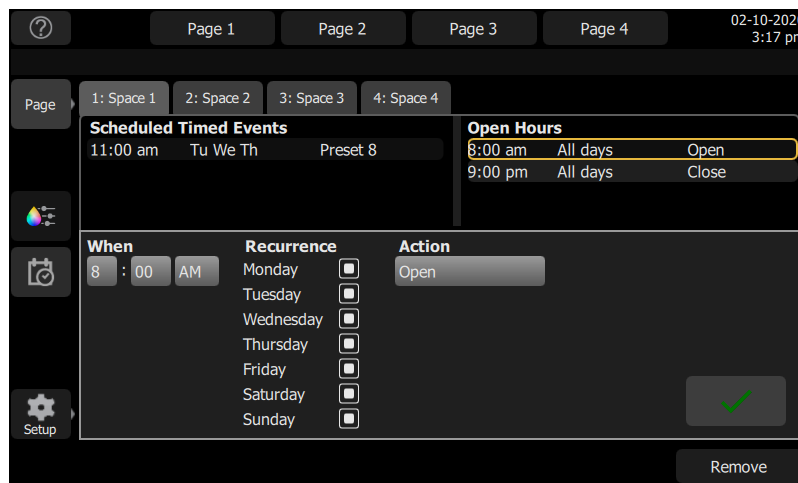 Page 1 Page 2 Page 3 Page 4 02-10-202
3:17 pm
Page
1: Space 1 2: Space 2 3: Space 3 4: Space 4
Scheduled Timed Events
11:00 am Tu We Th Preset 8
Open Hours
8:00 am All days Open
9:00 pm All days Close
When Recurrence Action
8 : 00 AM
Open
Monday
Tuesday
Wednesday
Thursday
Friday
Saturday
Sunday
Setup
Remove